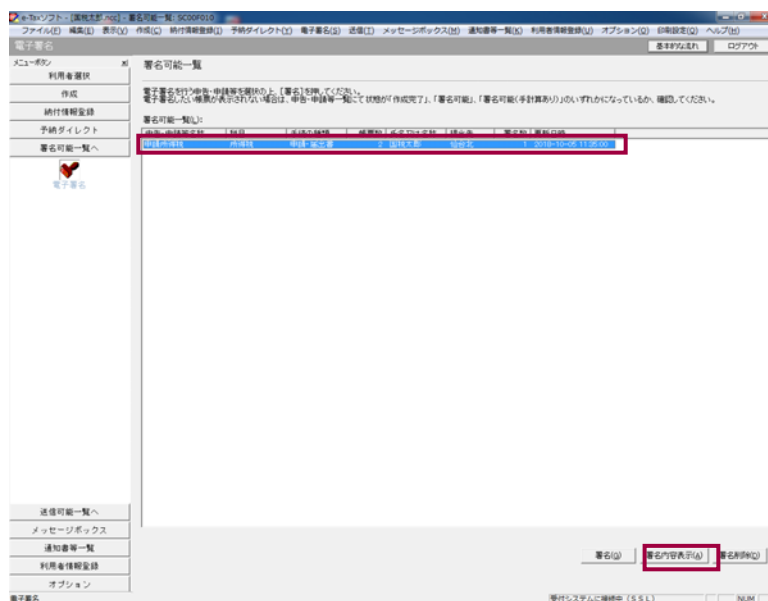 e-Taxソフト - [国税太郎.ncc] - 署名可能一覧: SC00F010
ファイル(F) 編集(E) 表示(V) 作成(C) 納付情報登録(I) 予納ダイレクト(Y) 電子署名(S) 送信(T) メッセージボックス(M) 通知書等一覧(K) 利用者情報登録(U) オプション(O) 印刷設定(Q) ヘルプ(H)
電子署名
基本的な流れ ログアウト
メニューボタン
利用者選択
作成
納付情報登録
予納ダイレクト
署名可能一覧へ
電子署名
署名可能一覧
電子署名を行う申告・申請等を選択の上、[署名]を押してください。
電子署名したい帳票が表示されない場合は、申告・申請等一覧にて状態が「作成完了」、「署名可能」、「署名可能(手計算あり)」のいずれかになっているか、確認してください。
署名可能一覧(L):
申告・申請等名称 税目 手続の種類 帳票数 氏名又は名称 提出先 署名数 更新日時
申請所得税 所得税 申請・届出書 2 国税太郎 仙台北 1 2018-10-05 11:35:00
署名(G) 署名内容表示(A) 署名削除(D)
送信可能一覧へ
メッセージボックス
通知書等一覧
利用者情報登録
オプション
電子署名
受付システムに接続中 (SSL) NUM